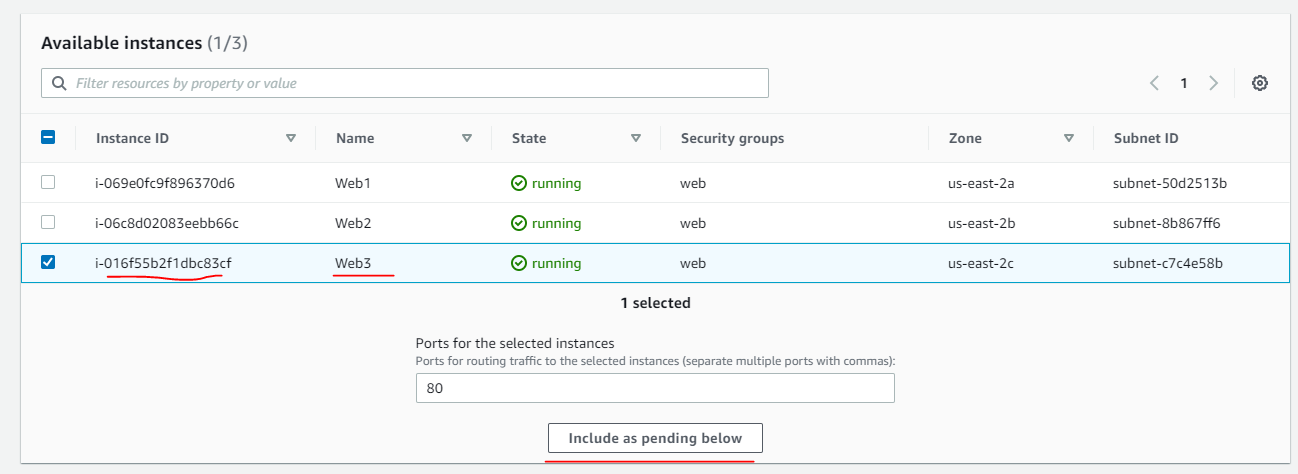 Available instances (1/3)
Filter resources by property or value
1
Instance ID Name State Security groups Zone Subnet ID
i-069e0fc9f896370d6 Web1 running web us-east-2a subnet-50d2513b
i-06c8d02083eebb66c Web2 running web us-east-2b subnet-8b867ff6
i-016f55b2f1dbc83cf Web3 running web us-east-2c subnet-c7c4e58b
1 selected
Ports for the selected instances
Ports for routing traffic to the selected instances (separate multiple ports with commas):
80
Include as pending below